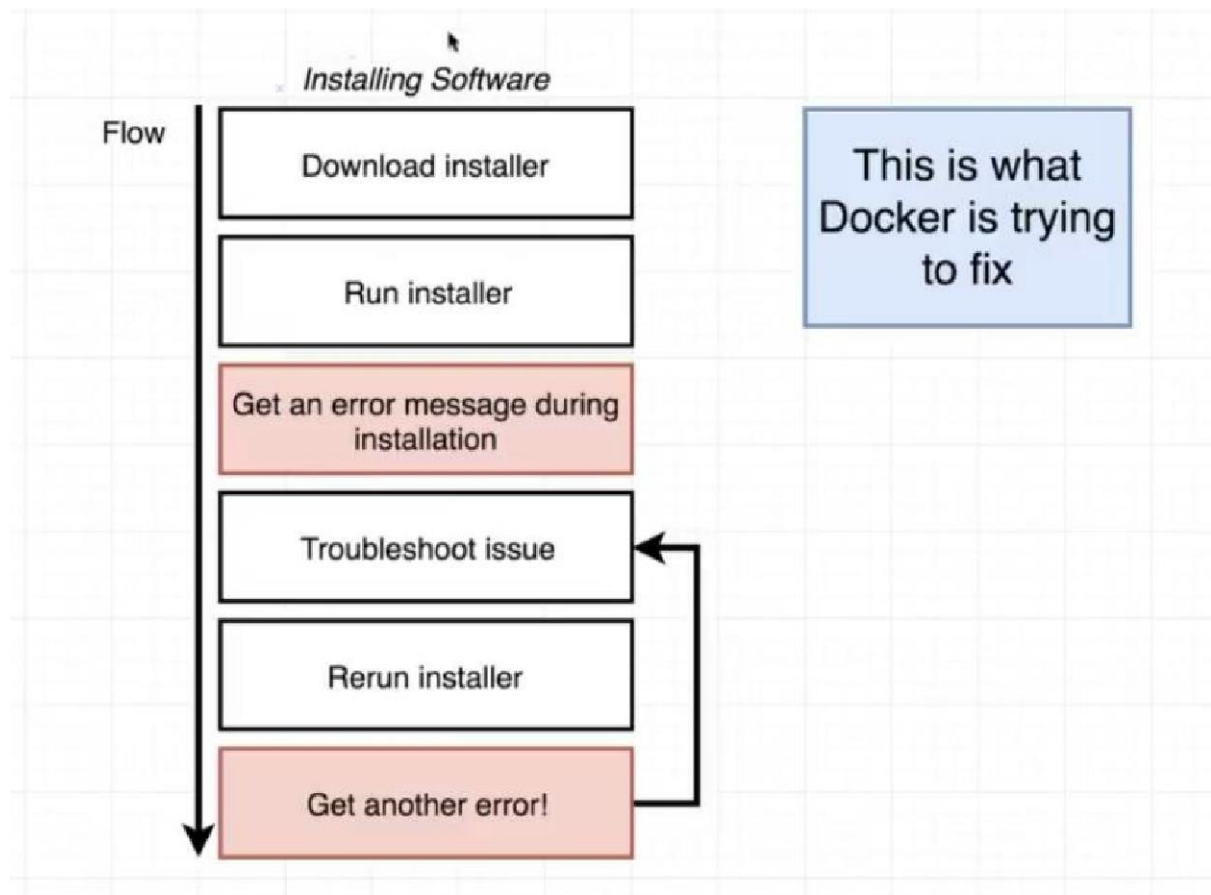 Installing Software
Flow
Download installer
Run installer
Get an error message during
installation
Troubleshoot issue
Rerun installer
Get another error!
This is what
Docker is trying
to fix